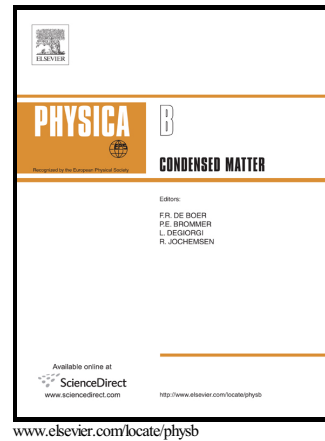 ELSEVIER
PHYSICA
B
CONDENSED MATTER
Recognized by the European Physical Society
Editors:
F.R. DE BOER
P.E. BROMMER
L. DEGIORGI
R. JOCHEMSEN
Available online at
ScienceDirect
www.sciencedirect.com
http://www.elsevier.com/locate/physb
www.elsevier.com/locate/physb